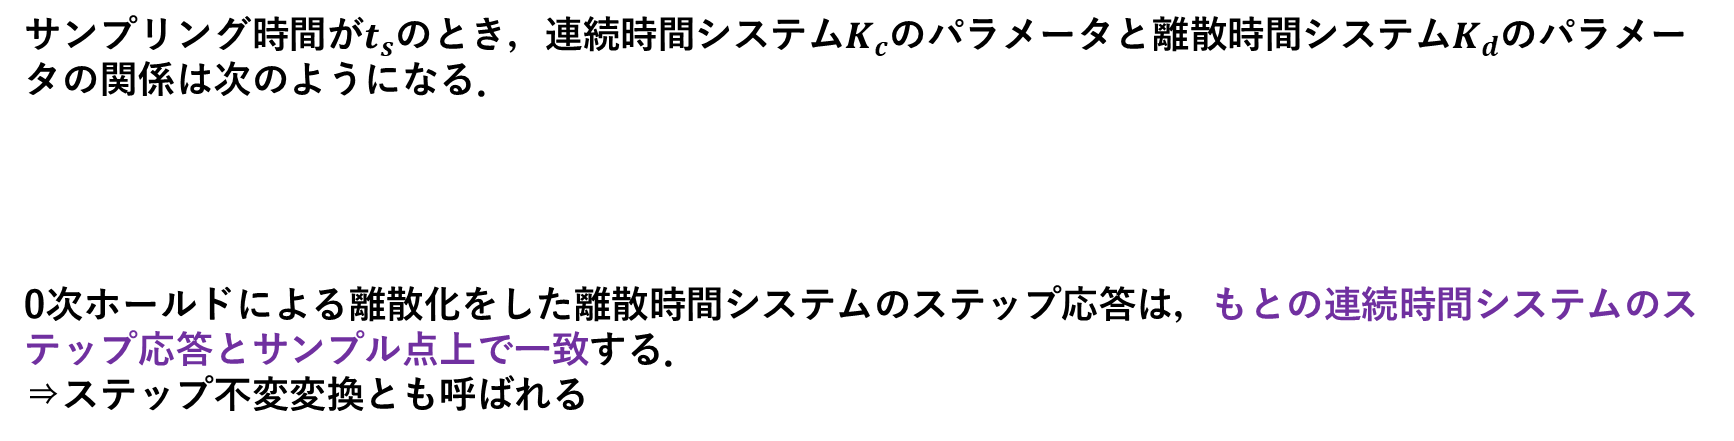 サンプリング時間がt_sのとき，連続時間システムK_cのパラメータと離散時間システムK_dのパラメー
タの関係は次のようになる．
0次ホールドによる離散化をした離散時間システムのステップ応答は，もとの連続時間システムのス
テップ応答とサンプル点上で一致する．
⇒ステップ不変変換とも呼ばれる